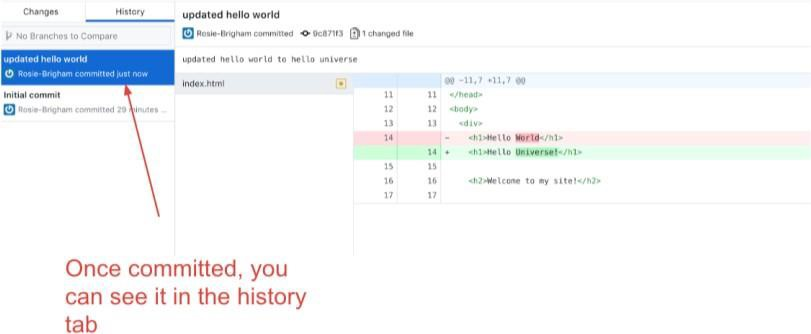 Changes History
No Branches to Compare
updated hello world
Rosie-Brigham committed just now
Initial commit
Rosie-Brigham committed 29 minutes ...
updated hello world
Rosie-Brigham committed 9c871f3 1 changed file
updated hello world to hello universe
index.html
@@ -11,7 +11,7 @@
11 11 </head>
12 12 <body>
13 13 <div>
14 - <h1>Hello World</h1>
14 + <h1>Hello Universe!</h1>
15 15
16 16 <h2>Welcome to my site!</h2>
17 17
Once committed, you
can see it in the history
tab